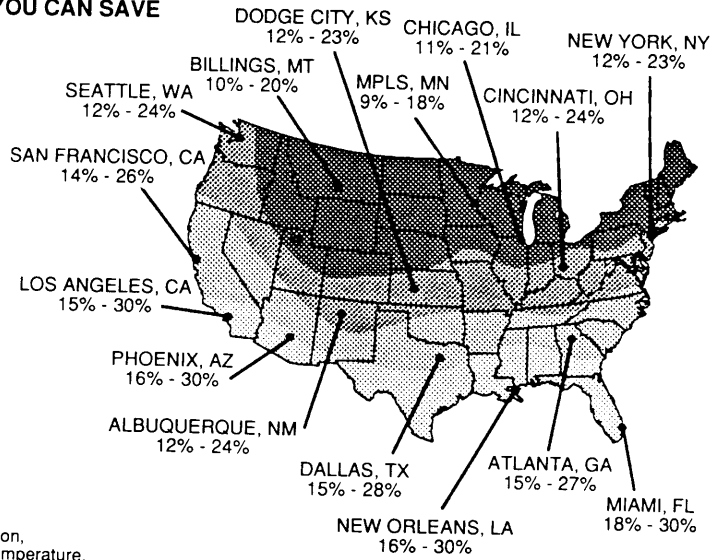 YOU CAN SAVE
DODGE CITY, KS
12% - 23%
CHICAGO, IL
11% - 21%
NEW YORK, NY
12% - 23%
BILLINGS, MT
10% - 20%
MPLS, MN
9% - 18%
SEATTLE, WA
12% - 24%
CINCINNATI, OH
12% - 24%
SAN FRANCISCO, CA
14% - 26%
LOS ANGELES, CA
15% - 30%
PHOENIX, AZ
16% - 30%
ALBUQUERQUE, NM
12% - 24%
DALLAS, TX
15% - 28%
ATLANTA, GA
15% - 27%
NEW ORLEANS, LA
16% - 30%
MIAMI, FL
18% - 30%
on,
mperature.